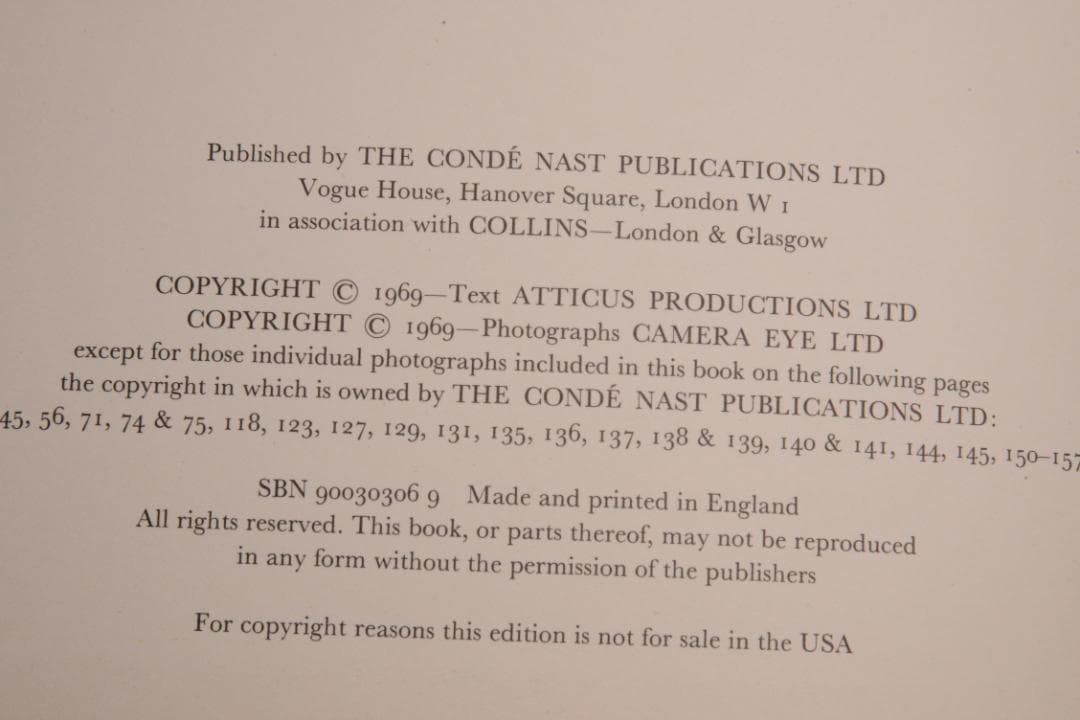 Published by THE CONDÉ NAST PUBLICATIONS LTD
Vogue House, Hanover Square, London W 1
in association with COLLINS—London & Glasgow
COPYRIGHT © 1969—Text ATTICUS PRODUCTIONS LTD
COPYRIGHT © 1969—Photographs CAMERA EYE LTD
except for those individual photographs included in this book on the following pages
the copyright in which is owned by THE CONDÉ NAST PUBLICATIONS LTD:
45, 56, 71, 74 & 75, 118, 123, 127, 129, 131, 135, 136, 137, 138 & 139, 140 & 141, 144, 145, 150–157
SBN 90030306 9 Made and printed in England
All rights reserved. This book, or parts thereof, may not be reproduced
in any form without the permission of the publishers
For copyright reasons this edition is not for sale in the USA